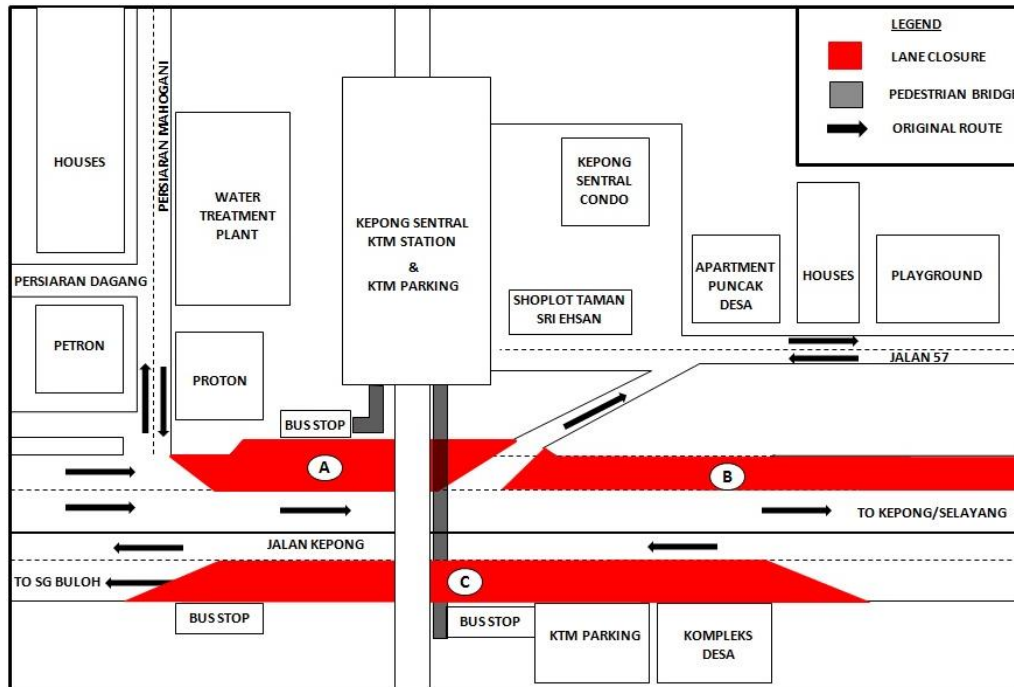 LEGEND
LANE CLOSURE
PEDESTRIAN BRIDGE
ORIGINAL ROUTE
HOUSES
PERSIARAN MAHOGANI
WATER
TREATMENT
PLANT
KEPONG SENTRAL
KTM STATION
&
KTM PARKING
KEPONG
SENTRAL
CONDO
APARTMENT
PUNCAK
DESA
HOUSES
PLAYGROUND
PERSIARAN DAGANG
SHOPLOT TAMAN
SRI EHSAN
PETRON
PROTON
JALAN 57
BUS STOP
A
B
TO KEPONG/SELAYANG
JALAN KEPONG
TO SG BULOH
C
BUS STOP
BUS STOP
KTM PARKING
KOMPLEKS
DESA